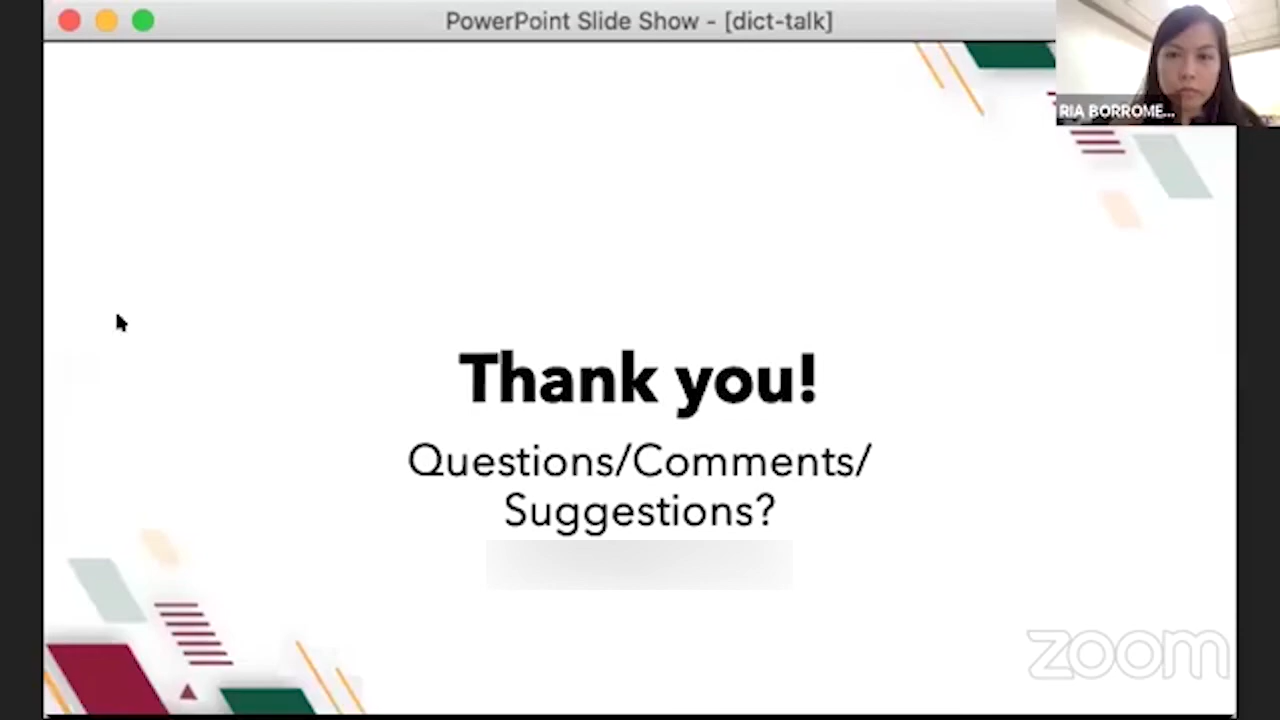 PowerPoint Slide Show - [dict-talk]
RIA BORROME...
Thank you!
Questions/Comments/
Suggestions?
zoom